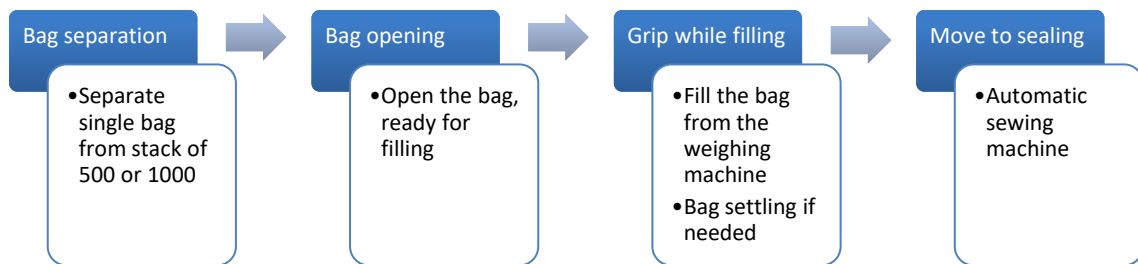 Bag separation
•Separate
single bag
from stack of
500 or 1000
Bag opening
•Open the bag,
ready for
filling
Grip while filling
•Fill the bag
from the
weighing
machine
•Bag settling if
needed
Move to sealing
•Automatic
sewing
machine